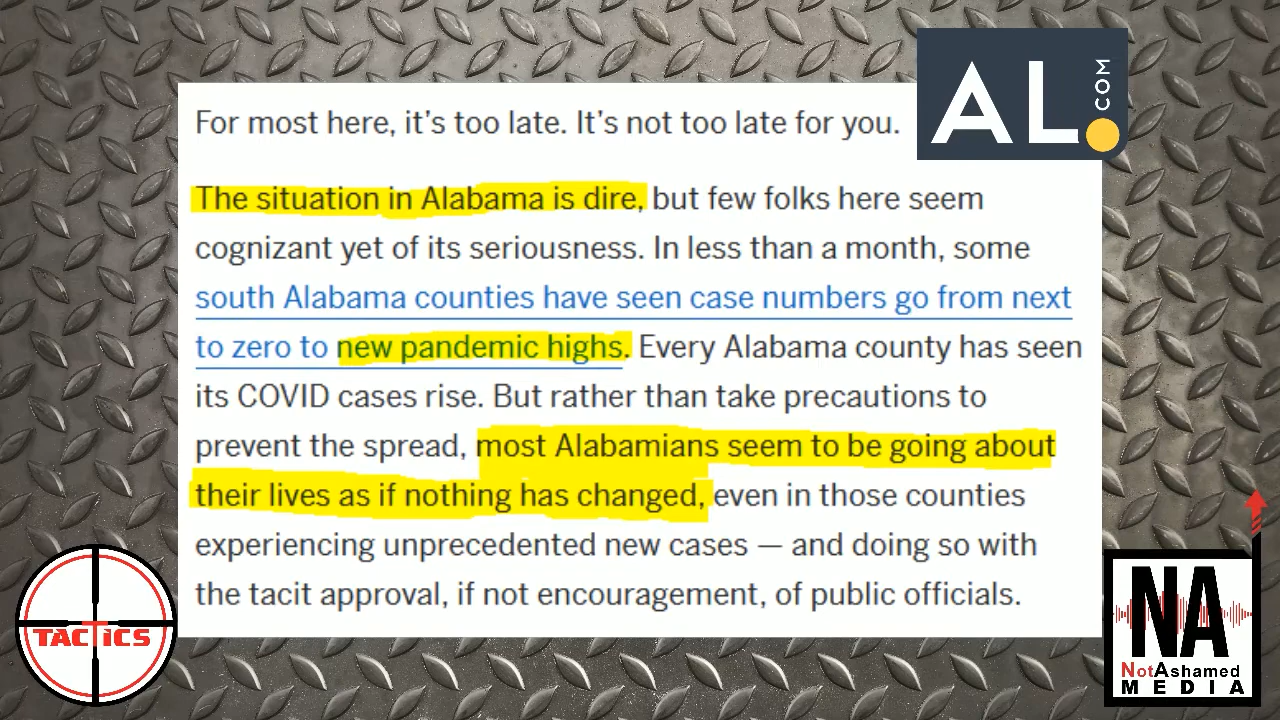 AL.COM
For most here, it's too late. It's not too late for you.
The situation in Alabama is dire, but few folks here seem
cognizant yet of its seriousness. In less than a month, some
south Alabama counties have seen case numbers go from next
to zero to new pandemic highs. Every Alabama county has seen
its COVID cases rise. But rather than take precautions to
prevent the spread, most Alabamians seem to be going about
their lives as if nothing has changed, even in those counties
experiencing unprecedented new cases — and doing so with
the tacit approval, if not encouragement, of public officials.
TACTICS
NA
NotAshamed
MEDIA